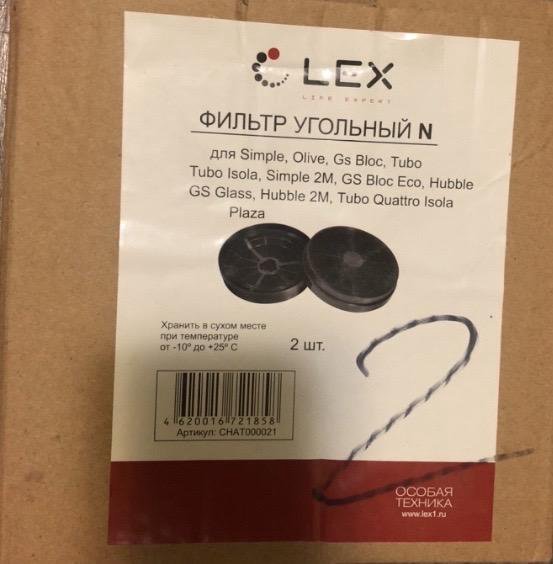 LEX
LIFE EXPERT
ФИЛЬТР УГОЛЬНЫЙ N
для Simple, Olive, Gs Bloc, Tubo
Tubo Isola, Simple 2M, GS Bloc Eco, Hubble
GS Glass, Hubble 2M, Tubo Quattro Isola
Plaza
Хранить в сухом месте
при температуре
от -10° до +25° C
2 шт.
4 620016 721858
Артикул: CHAT000021
2
ОСОБАЯ
ТЕХНИКА
www.lex1.ru